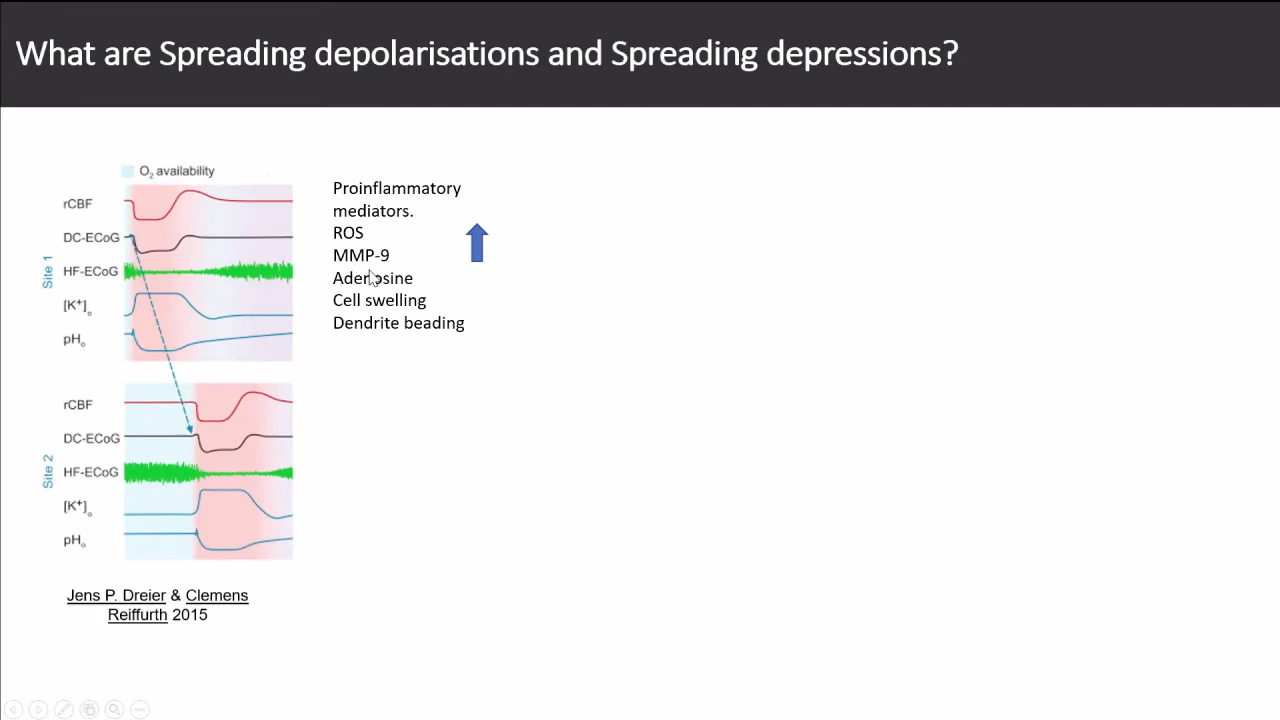 What are Spreading depolarisations and Spreading depressions?
O₂ availability
rCBF
DC-ECoG
HF-ECoG
[K⁺]ₒ
pHₒ
Site 1
rCBF
DC-ECoG
HF-ECoG
[K⁺]ₒ
pHₒ
Site 2
Jens P. Dreier & Clemens
Reiffurth 2015
Proinflammatory
mediators.
ROS
MMP-9
Adenosine
Cell swelling
Dendrite beading